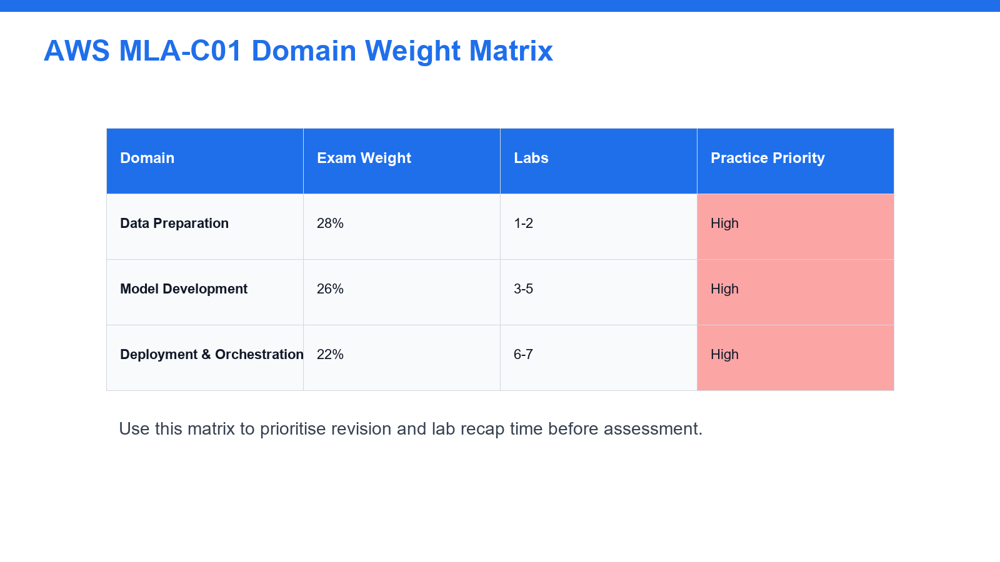 AWS MLA-C01 Domain Weight Matrix
Domain Exam Weight Labs Practice Priority
Data Preparation 28% 1-2 High
Model Development 26% 3-5 High
Deployment & Orchestration 22% 6-7 High
Use this matrix to prioritise revision and lab recap time before assessment.